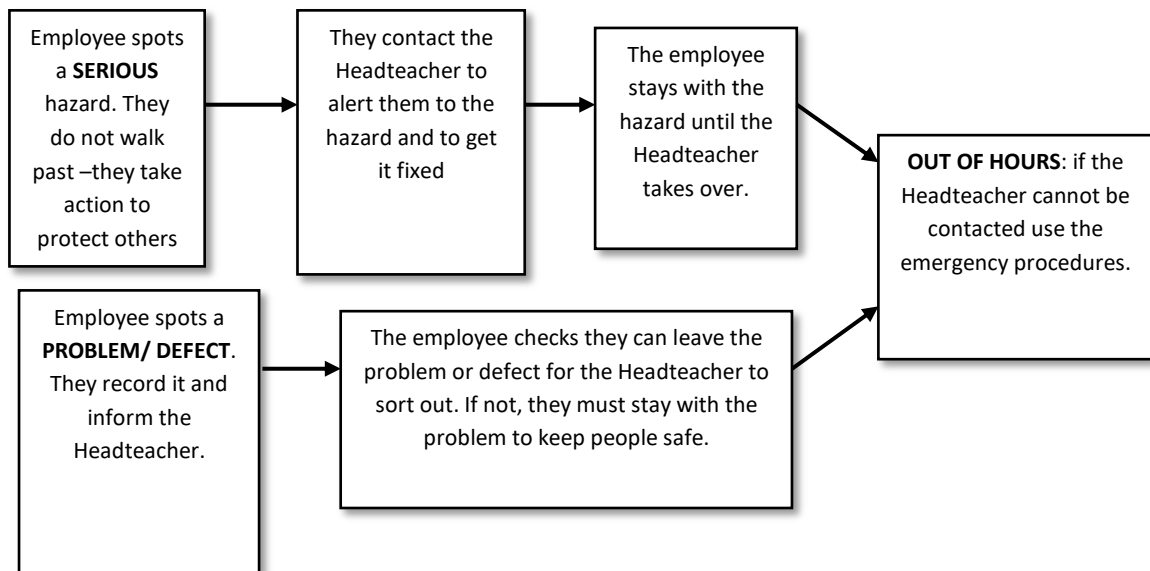 Employee spots
a SERIOUS
hazard. They
do not walk
past –they take
action to
protect others
They contact the
Headteacher to
alert them to the
hazard and to get
it fixed
The employee
stays with the
hazard until the
Headteacher
takes over.
OUT OF HOURS: if the
Headteacher cannot be
contacted use the
emergency procedures.
Employee spots a
PROBLEM/ DEFECT.
They record it and
inform the
Headteacher.
The employee checks they can leave the
problem or defect for the Headteacher to
sort out. If not, they must stay with the
problem to keep people safe.